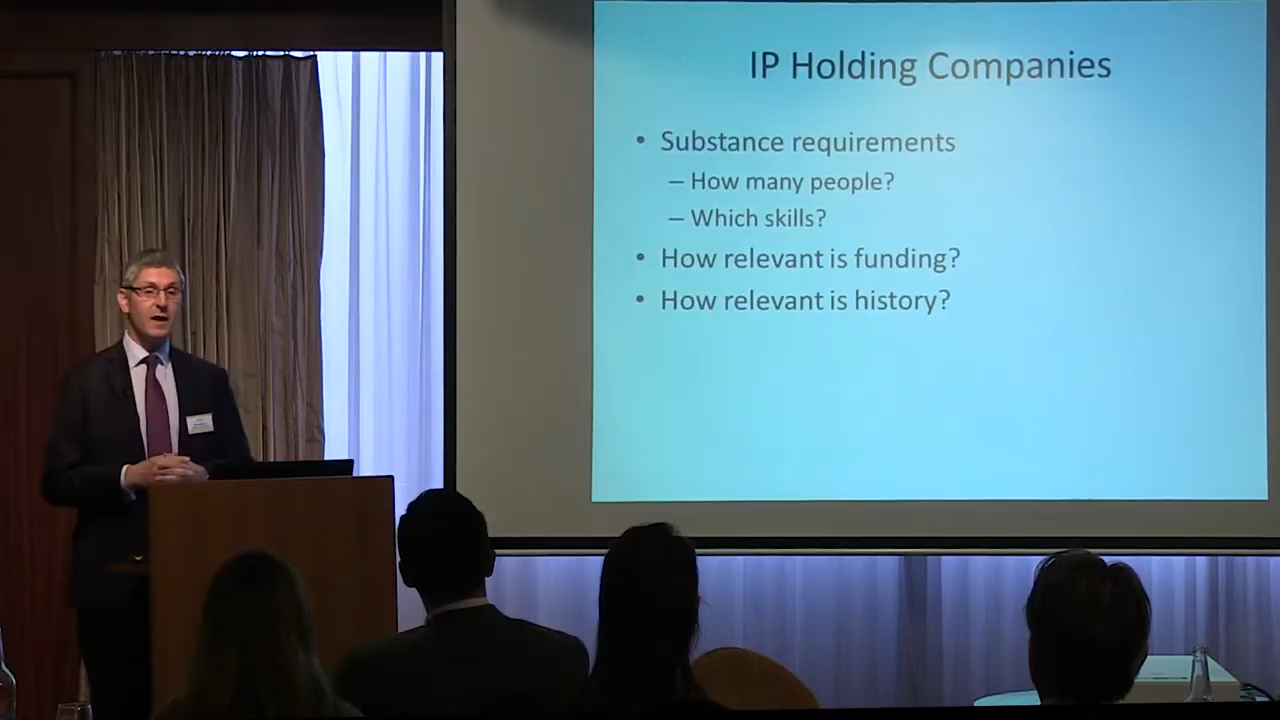 IP Holding Companies
• Substance requirements
– How many people?
– Which skills?
• How relevant is funding?
• How relevant is history?